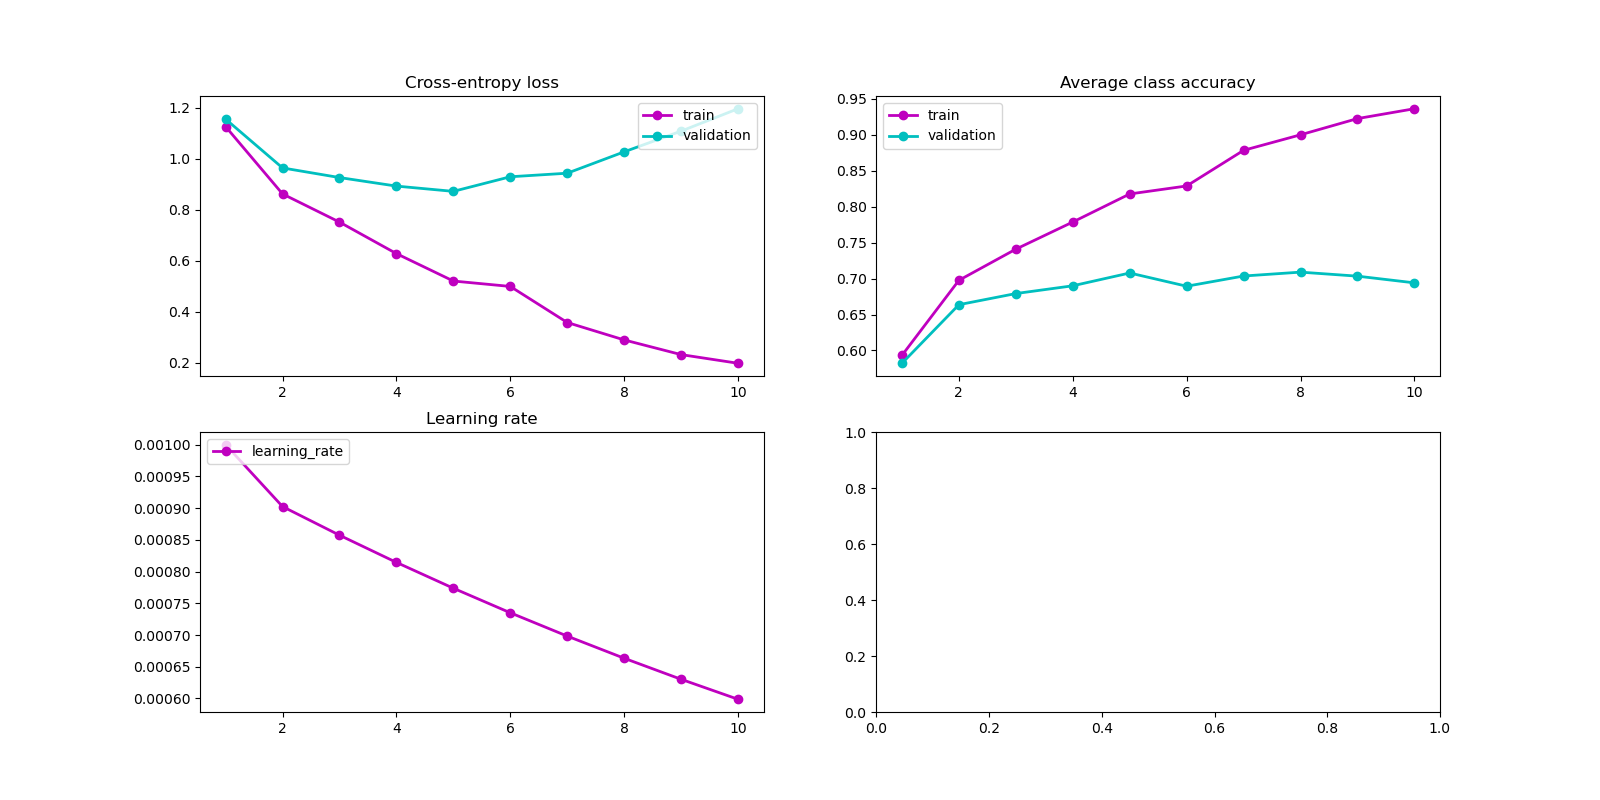 Cross-entropy loss
1.2
1.0
0.8
0.6
0.4
0.2
2 4 6 8 10
train
validation
Average class accuracy
0.95
0.90
0.85
0.80
0.75
0.70
0.65
0.60
2 4 6 8 10
train
validation
Learning rate
0.00100
0.00095
0.00090
0.00085
0.00080
0.00075
0.00070
0.00065
0.00060
2 4 6 8 10
learning_rate
1.0
0.8
0.6
0.4
0.2
0.0
0.0 0.2 0.4 0.6 0.8 1.0